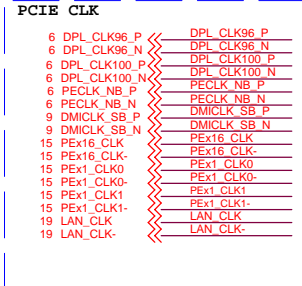 PCIE CLK
6 DPL_CLK96_P DPL_CLK96_P
6 DPL_CLK96_N DPL_CLK96_N
6 DPL_CLK100_P DPL_CLK100_P
6 DPL_CLK100_N DPL_CLK100_N
6 PECLK_NB_P PECLK_NB_P
6 PECLK_NB_N PECLK_NB_N
9 DMICLK_SB_P DMICLK_SB_P
9 DMICLK_SB_N DMICLK_SB_N
15 PEx16_CLK PEx16_CLK
15 PEx16_CLK- PEx16_CLK-
15 PEx1_CLK0 PEx1_CLK0
15 PEx1_CLK0- PEx1_CLK0-
15 PEx1_CLK1 PEx1_CLK1
15 PEx1_CLK1- PEx1_CLK1-
19 LAN_CLK LAN_CLK
19 LAN_CLK- LAN_CLK-